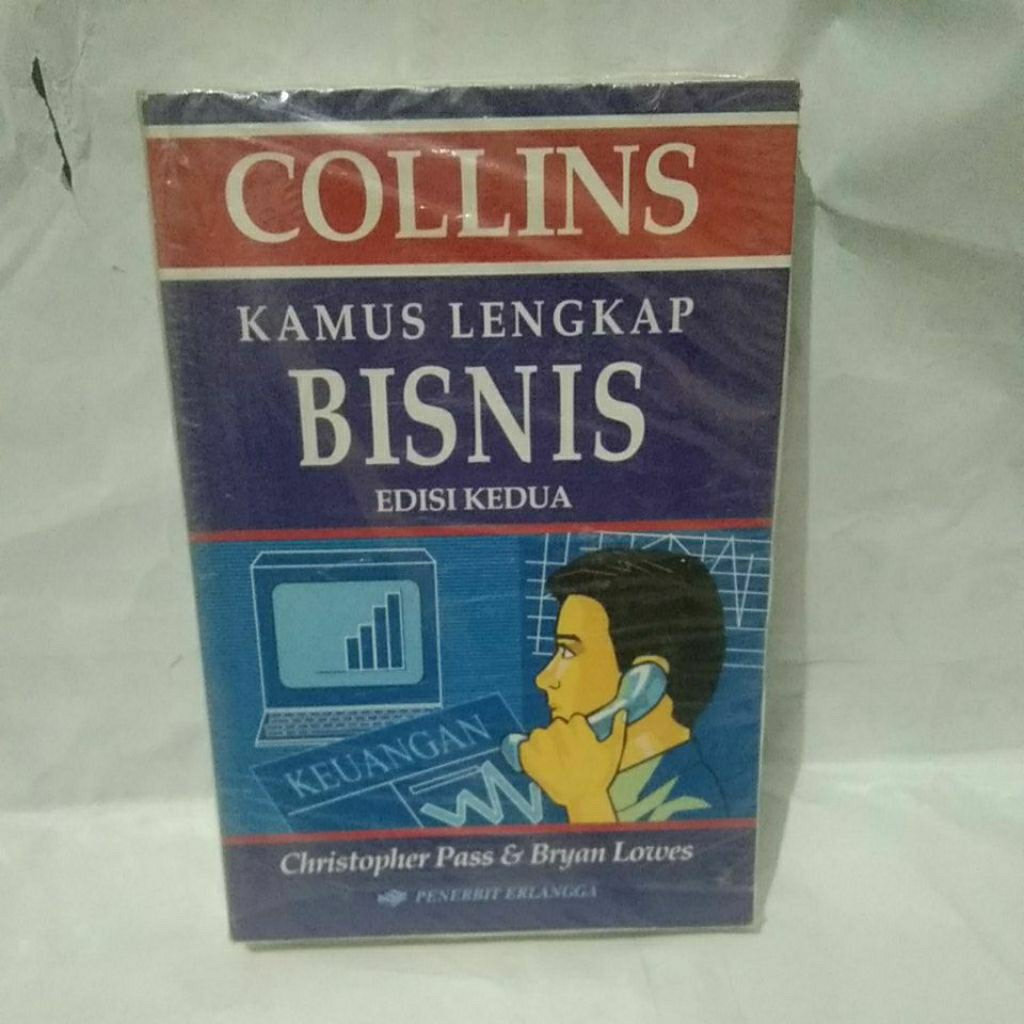 COLLINS
KAMUS LENGKAP
BISNIS
EDISI KEDUA
KEUANGAN
Christopher Pass & Bryan Lowes
PENERBIT ERLANGGA